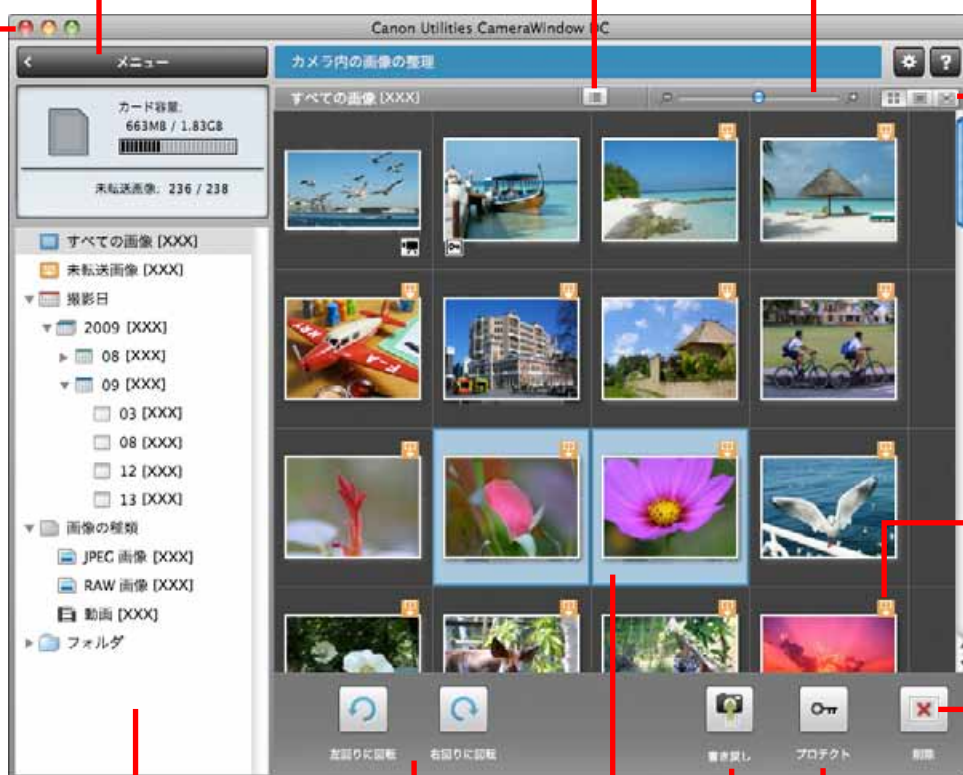 Canon Utilities CameraWindow DC
メニュー
カメラ内の画像の整理
?
カード容量:
663MB / 1.83GB
未転送画像: 236 / 238
すべての画像 [XXX]
すべての画像 [XXX]
未転送画像 [XXX]
撮影日
2009 [XXX]
08 [XXX]
09 [XXX]
03 [XXX]
08 [XXX]
12 [XXX]
13 [XXX]
画像の種類
JPEG 画像 [XXX]
RAW 画像 [XXX]
動画 [XXX]
フォルダ
左回りに回転
右回りに回転
書き戻し
プロテクト
削除